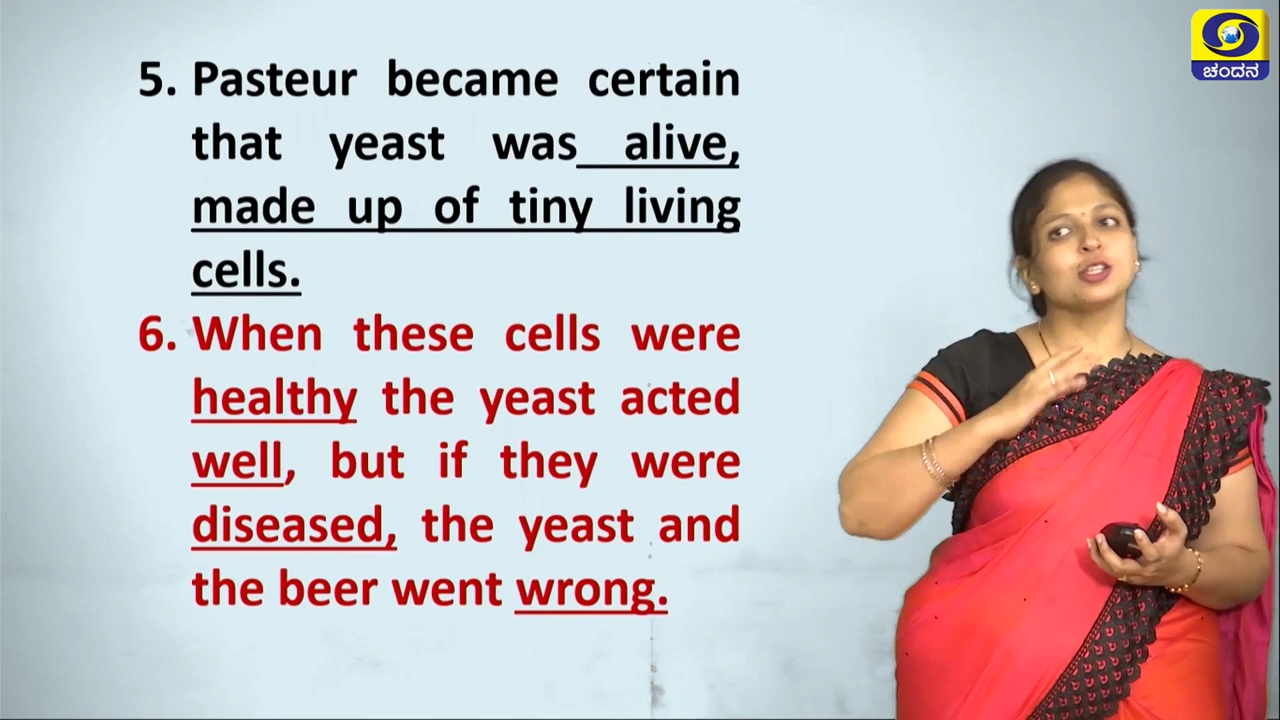 5. Pasteur became certain
that yeast was alive,
made up of tiny living
cells.
6. When these cells were
healthy the yeast acted
well, but if they were
diseased, the yeast and
the beer went wrong.
ಚಂದನ